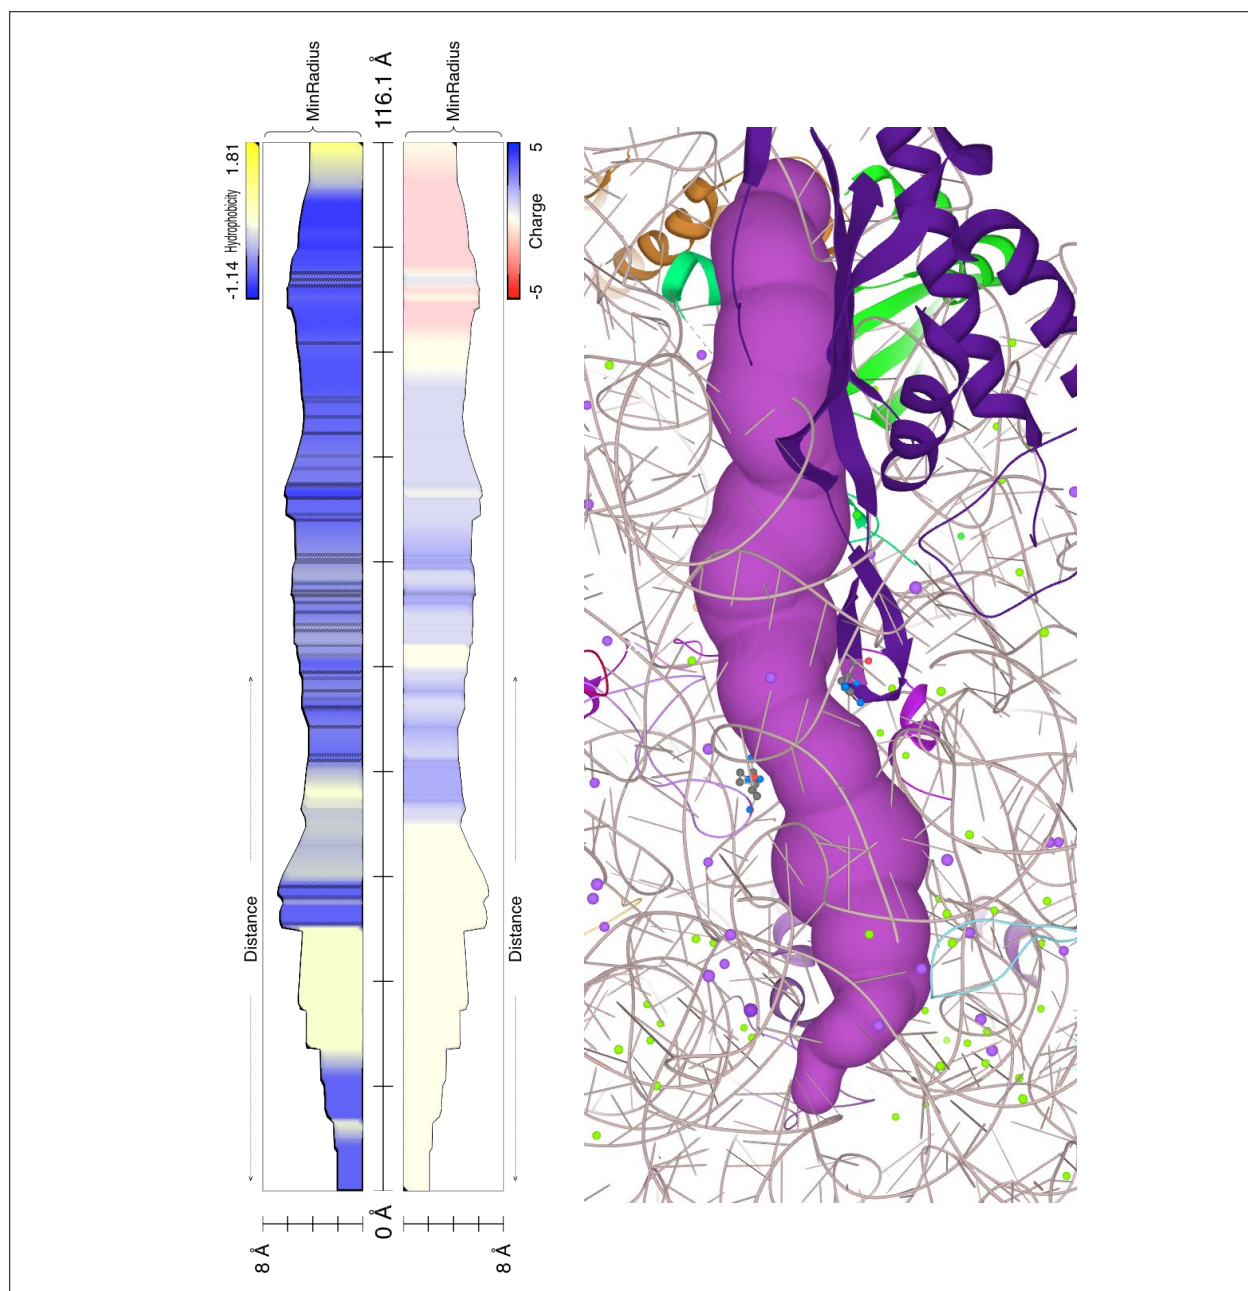 MinRadius
116.1 Å
MinRadius
-1.14 Hydrophobicity 1.81
-5 Charge 5
Distance
Distance
8 Å
0 Å
8 Å